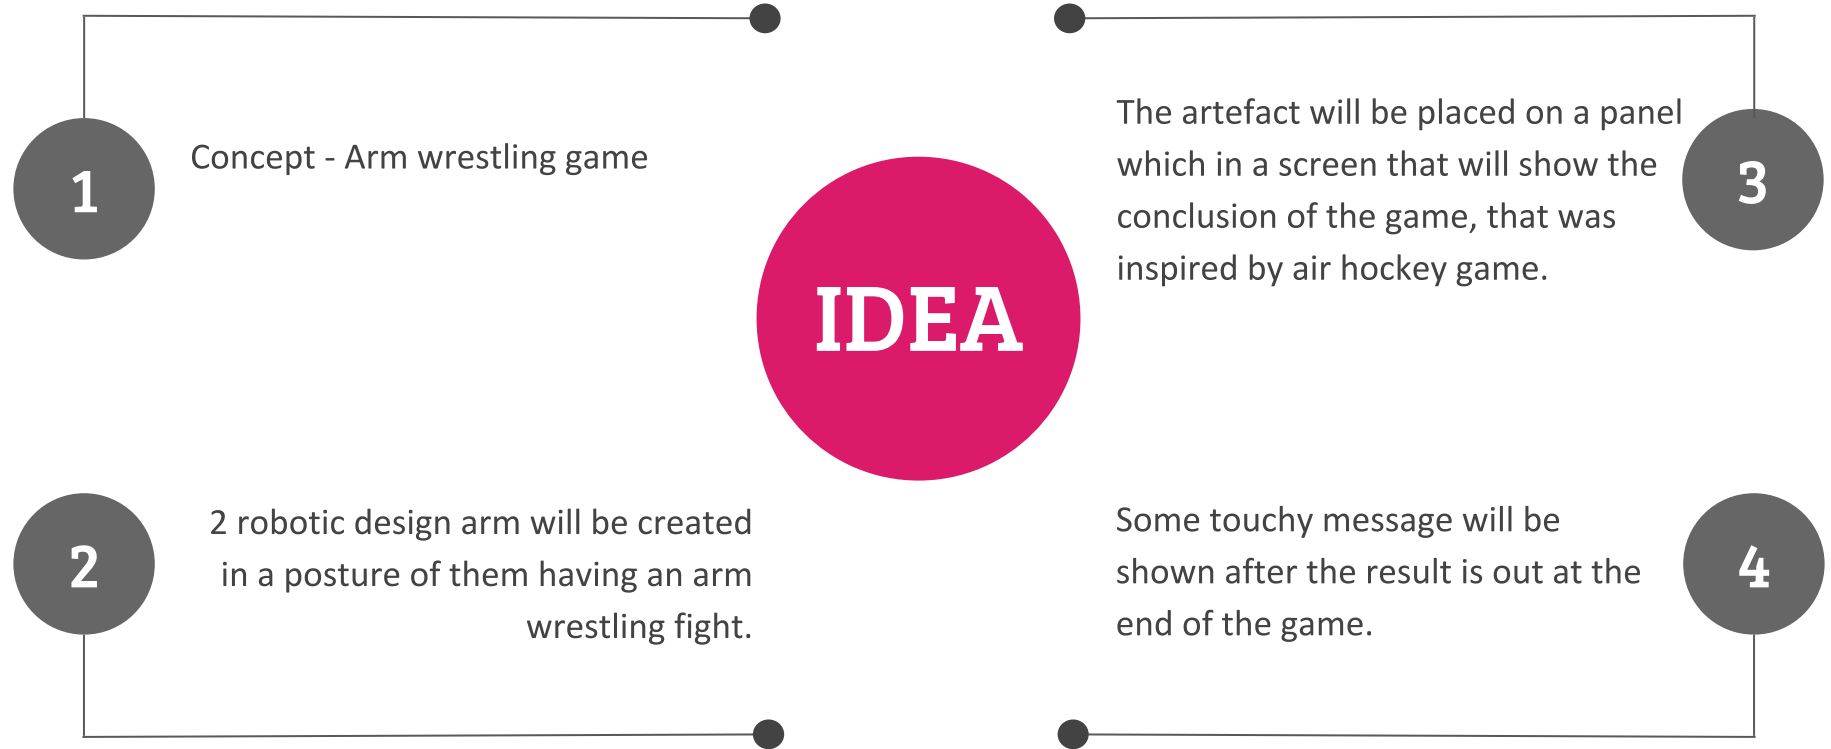 1
Concept - Arm wrestling game
2
2 robotic design arm will be created
in a posture of them having an arm
wrestling fight.
IDEA
3
The artefact will be placed on a panel
which in a screen that will show the
conclusion of the game, that was
inspired by air hockey game.
4
Some touchy message will be
shown after the result is out at the
end of the game.